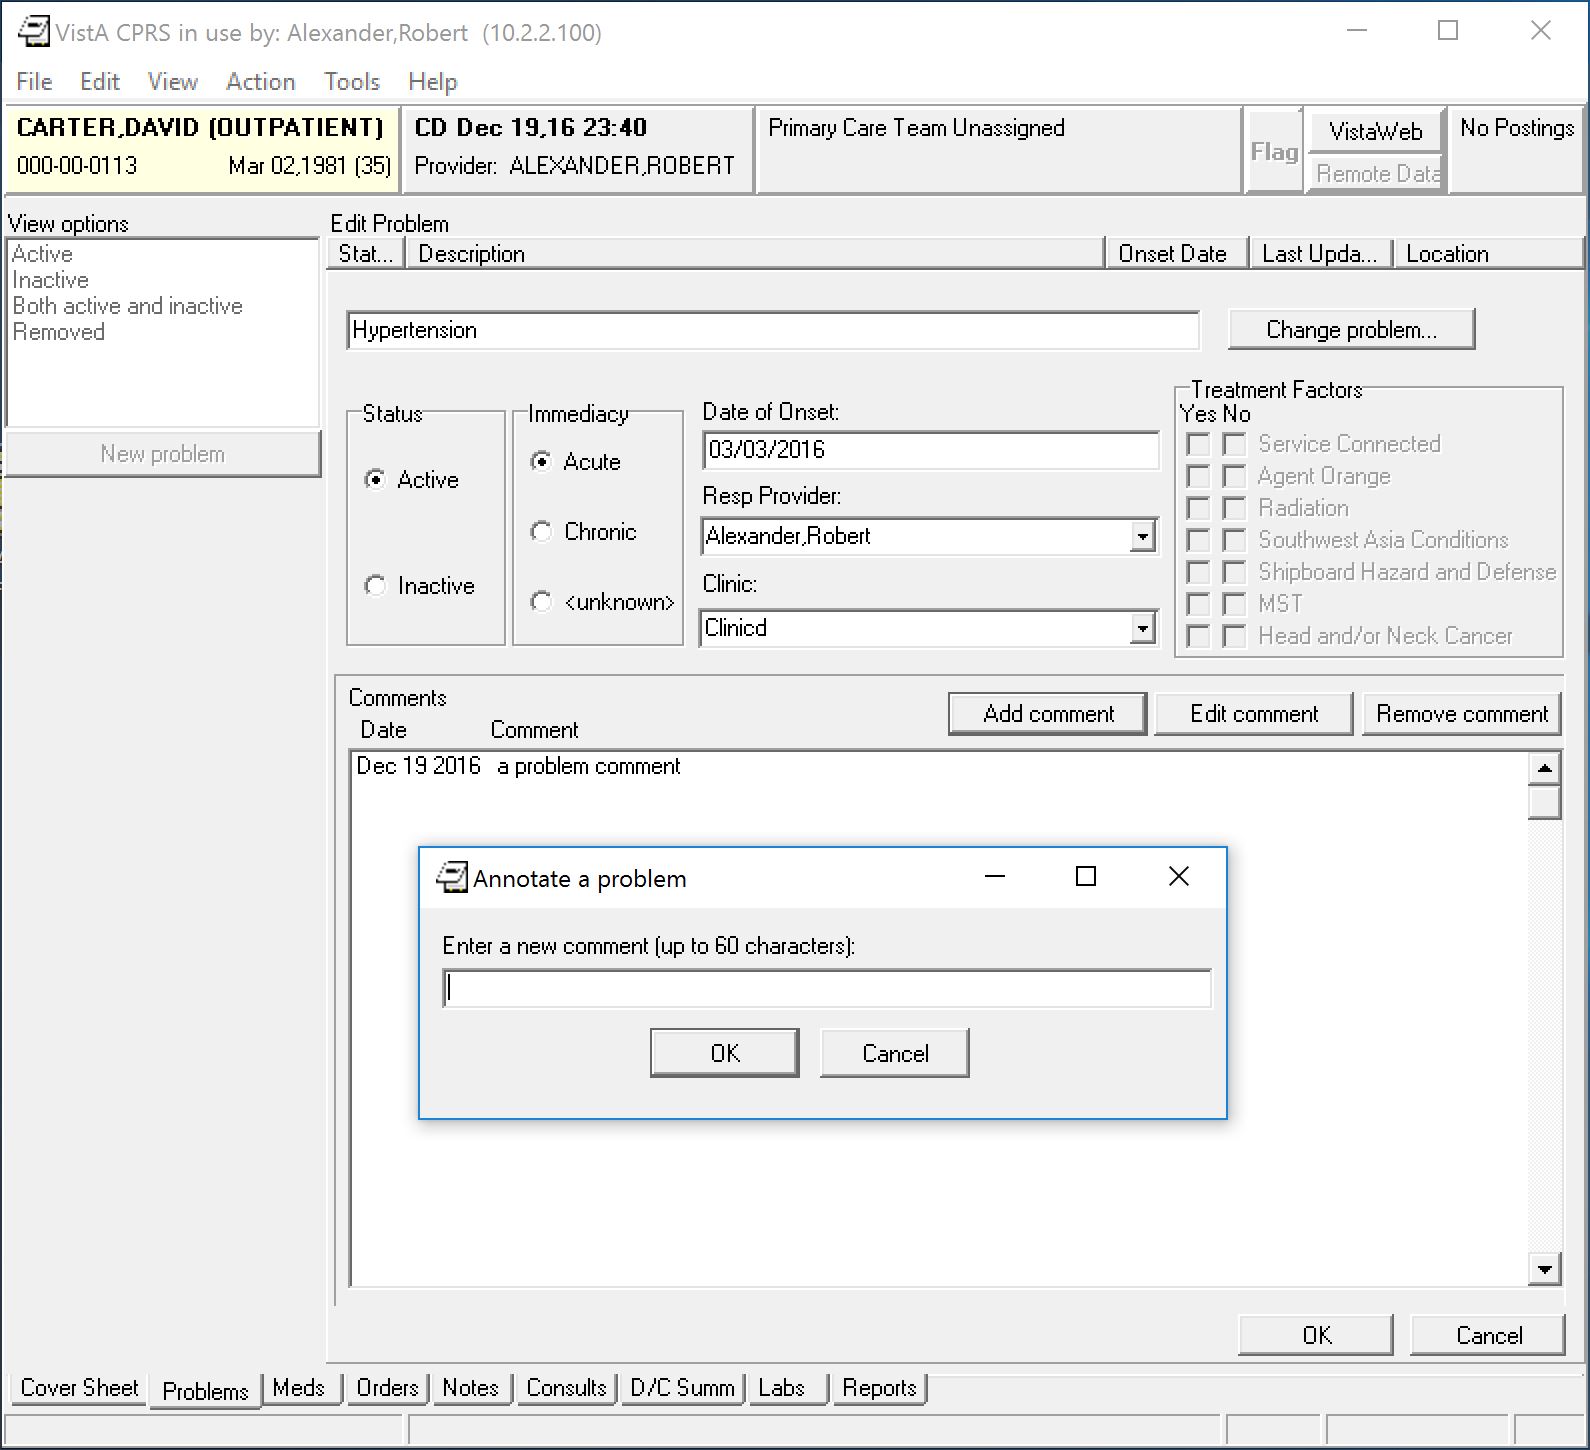 VistA CPRS in use by: Alexander,Robert (10.2.2.100)
File Edit View Action Tools Help
CARTER,DAVID (OUTPATIENT)
000-00-0113 Mar 02,1981 (35)
CD Dec 19,16 23:40
Provider: ALEXANDER,ROBERT
Primary Care Team Unassigned
Flag
VistaWeb
Remote Data
No Postings
View options
Active
Inactive
Both active and inactive
Removed
New problem
Edit Problem
Stat... Description Onset Date Last Upda... Location
Hypertension
Change problem...
Status
Active
Inactive
Immediacy
Acute
Chronic
<unknown>
Date of Onset:
03/03/2016
Resp Provider:
Alexander,Robert
Clinic:
Clinicd
Treatment Factors
Yes No
Service Connected
Agent Orange
Radiation
Southwest Asia Conditions
Shipboard Hazard and Defense
MST
Head and/or Neck Cancer
Comments
Date Comment
Add comment Edit comment Remove comment
Dec 19 2016 a problem comment
Annotate a problem
Enter a new comment (up to 60 characters):
OK Cancel
OK Cancel
Cover Sheet Problems Meds Orders Notes Consults D/C Summ Labs Reports